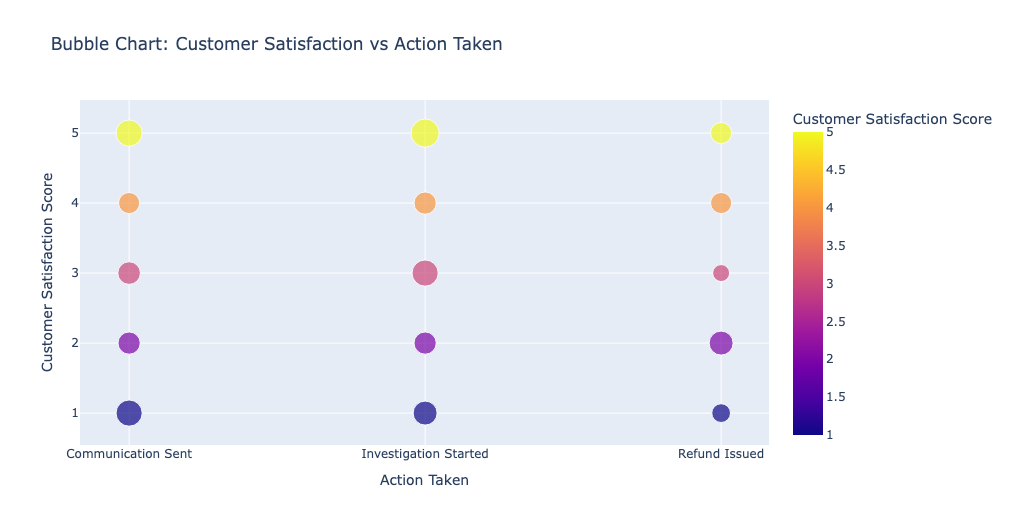 Bubble Chart: Customer Satisfaction vs Action Taken
Customer Satisfaction Score
5
4
3
2
1
Communication Sent
Investigation Started
Refund Issued
Action Taken
Customer Satisfaction Score
5
4.5
4
3.5
3
2.5
2
1.5
1